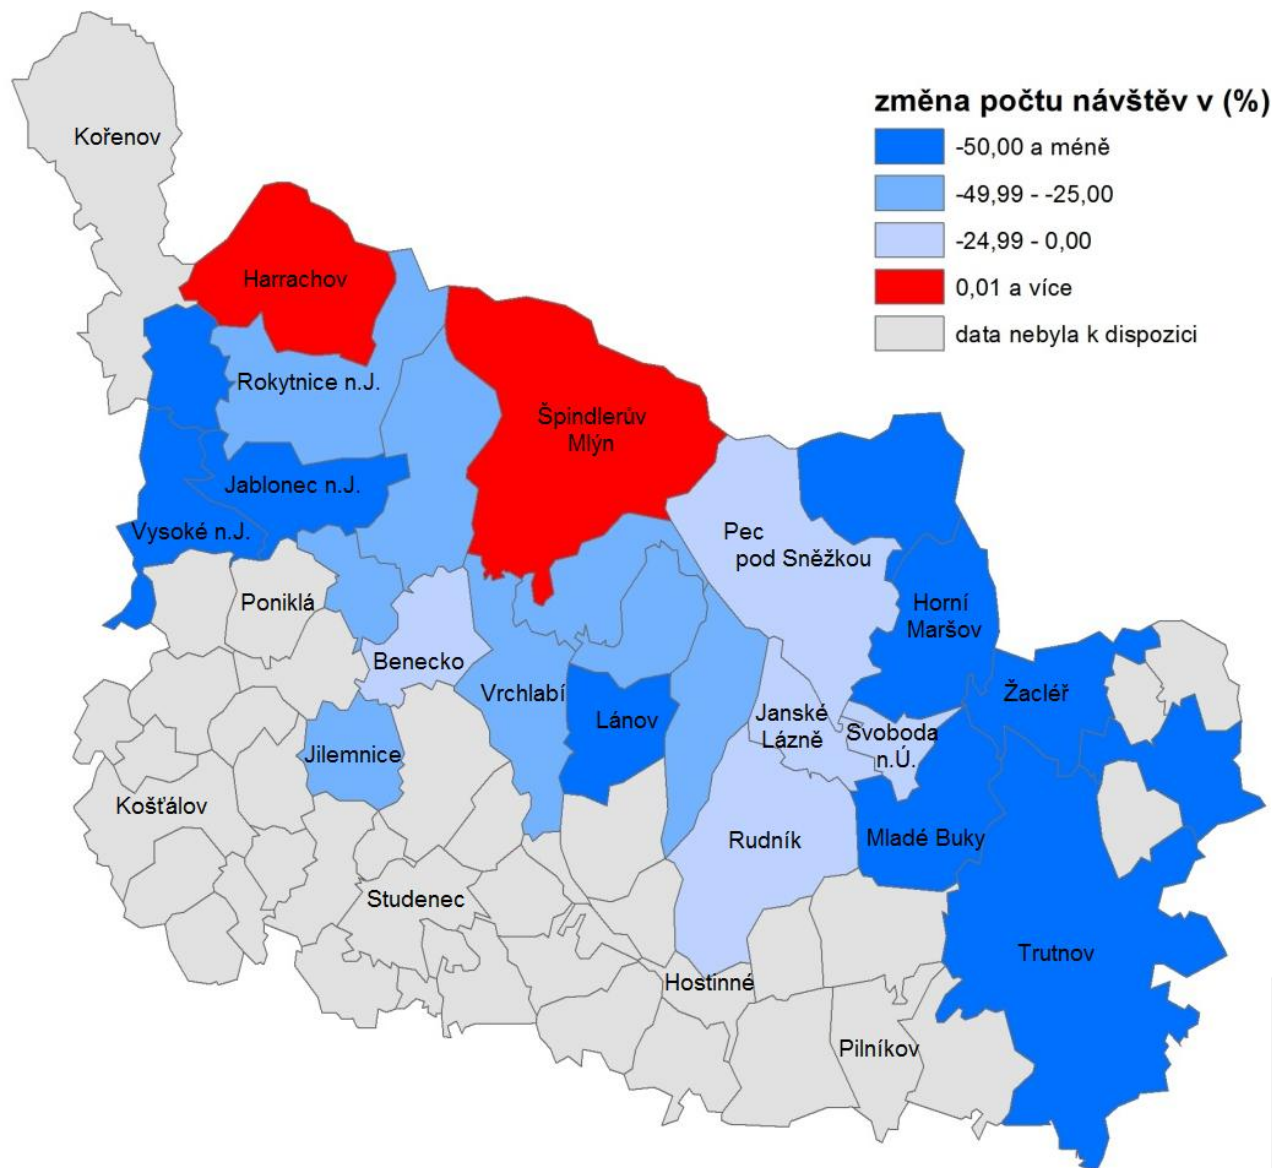 změna počtu návštěv v (%)
-50,00 a méně
-49,99 - -25,00
-24,99 - 0,00
0,01 a více
data nebyla k dispozici
Kořenov
Harrachov
Rokytnice n.J.
Špindlerův
Mlýn
Jablonec n.J.
Vysoké n.J.
Pec
pod Sněžkou
Poniklá
Horní
Maršov
Benecko
Vrchlabí
Žacléř
Lánov
Janské
Lázně
Svoboda
n.Ú.
Jilemnice
Košťálov
Rudník
Mladé Buky
Studenec
Trutnov
Hostinné
Pilníkov